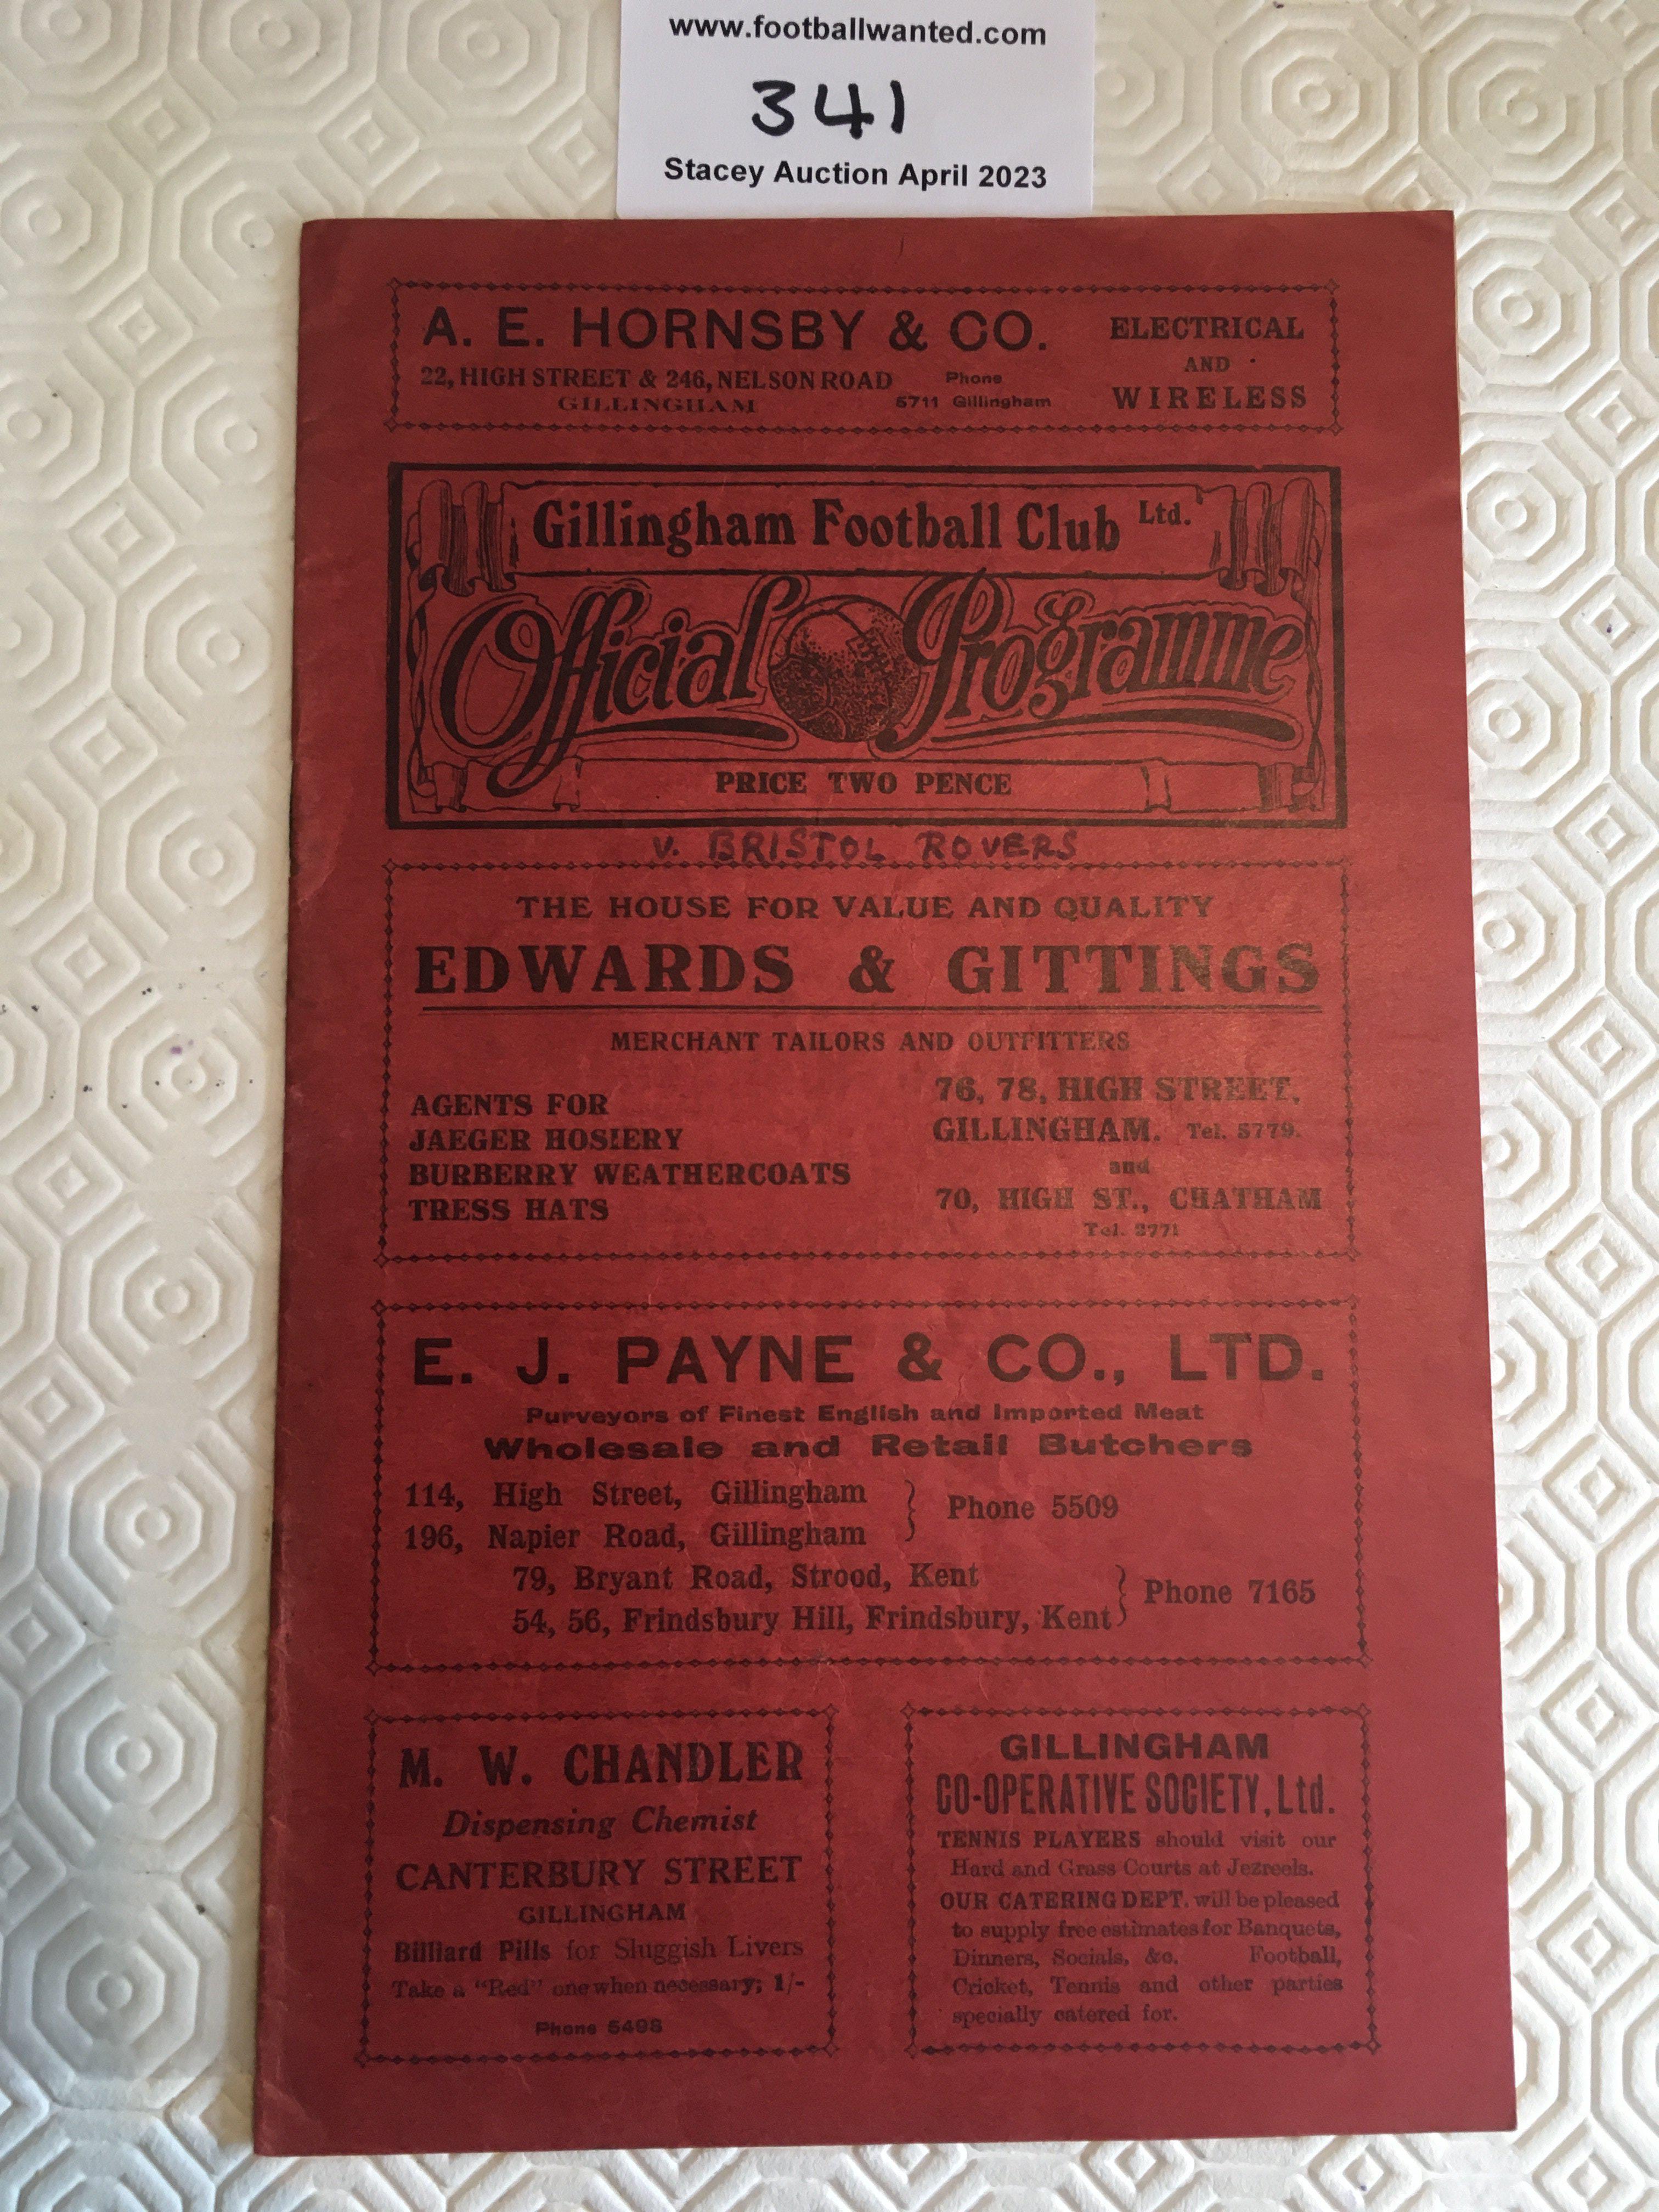 www.footballwanted.com
341
Stacey Auction April 2023
A. E. HORNSBY & CO.
22, HIGH STREET & 246, NELSON ROAD
GILLINGHAM
Phone
5711 Gillingham
ELECTRICAL
AND
WIRELESS
Gillingham Football Club Ltd.
Official Programme
PRICE TWO PENCE
v. BRISTOL ROVERS
THE HOUSE FOR VALUE AND QUALITY
EDWARDS & GITTINGS
MERCHANT TAILORS AND OUTFITTERS
AGENTS FOR
JAEGER HOSIERY
BURBERRY WEATHERCOATS
TRESS HATS
76, 78, HIGH STREET,
GILLINGHAM. Tel. 5779.
and
70, HIGH ST., CHATHAM
Tel. 3771
E. J. PAYNE & CO., LTD.
Purveyors of Finest English and Imported Meat
Wholesale and Retail Butchers
114, High Street, Gillingham
196, Napier Road, Gillingham
Phone 5509
79, Bryant Road, Strood, Kent
54, 56, Frindsbury Hill, Frindsbury, Kent
Phone 7165
M. W. CHANDLER
Dispensing Chemist
CANTERBURY STREET
GILLINGHAM
Billiard Pills for Sluggish Livers
Take a "Red" one when necessary; 1/-
Phone 5498
GILLINGHAM
CO-OPERATIVE SOCIETY, Ltd.
TENNIS PLAYERS should visit our
Hard and Grass Courts at Jezreels.
OUR CATERING DEPT. will be pleased
to supply free estimates for Banquets,
Dinners, Socials, &c. Football,
Cricket, Tennis and other parties
specially catered for.